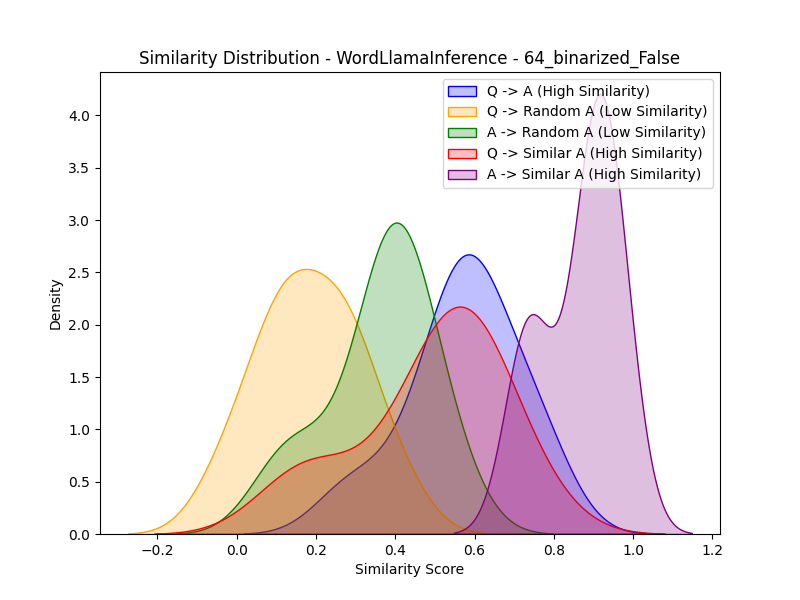 Similarity Distribution - WordLlamaInference - 64_binarized_False
Q -> A (High Similarity)
Q -> Random A (Low Similarity)
A -> Random A (Low Similarity)
Q -> Similar A (High Similarity)
A -> Similar A (High Similarity)
Density
4.0
3.5
3.0
2.5
2.0
1.5
1.0
0.5
0.0
−0.2 0.0 0.2 0.4 0.6 0.8 1.0 1.2
Similarity Score